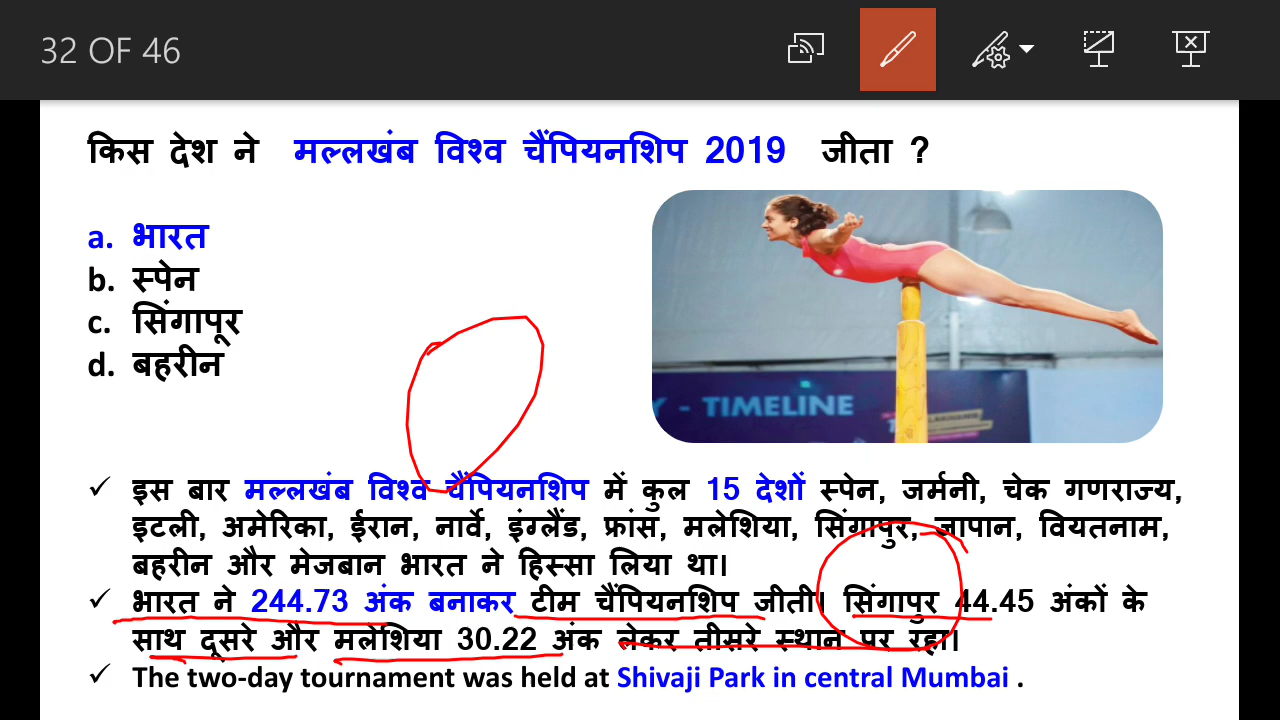 32 OF 46
किस देश ने मल्लखंब विश्व चैंपियनशिप 2019 जीता ?
a. भारत
b. स्पेन
c. सिंगापूर
d. बहरीन
Y - TIMELINE
✓ इस बार मल्लखंब विश्व चैंपियनशिप में कुल 15 देशों स्पेन, जर्मनी, चेक गणराज्य,
इटली, अमेरिका, ईरान, नार्वे, इंग्लैंड, फ्रांस, मलेशिया, सिंगापुर, जापान, वियतनाम,
बहरीन और मेजबान भारत ने हिस्सा लिया था।
✓ भारत ने 244.73 अंक बनाकर टीम चैंपियनशिप जीती। सिंगापुर 44.45 अंकों के
साथ दूसरे और मलेशिया 30.22 अंक लेकर तीसरे स्थान पर रहा।
✓ The two-day tournament was held at Shivaji Park in central Mumbai .